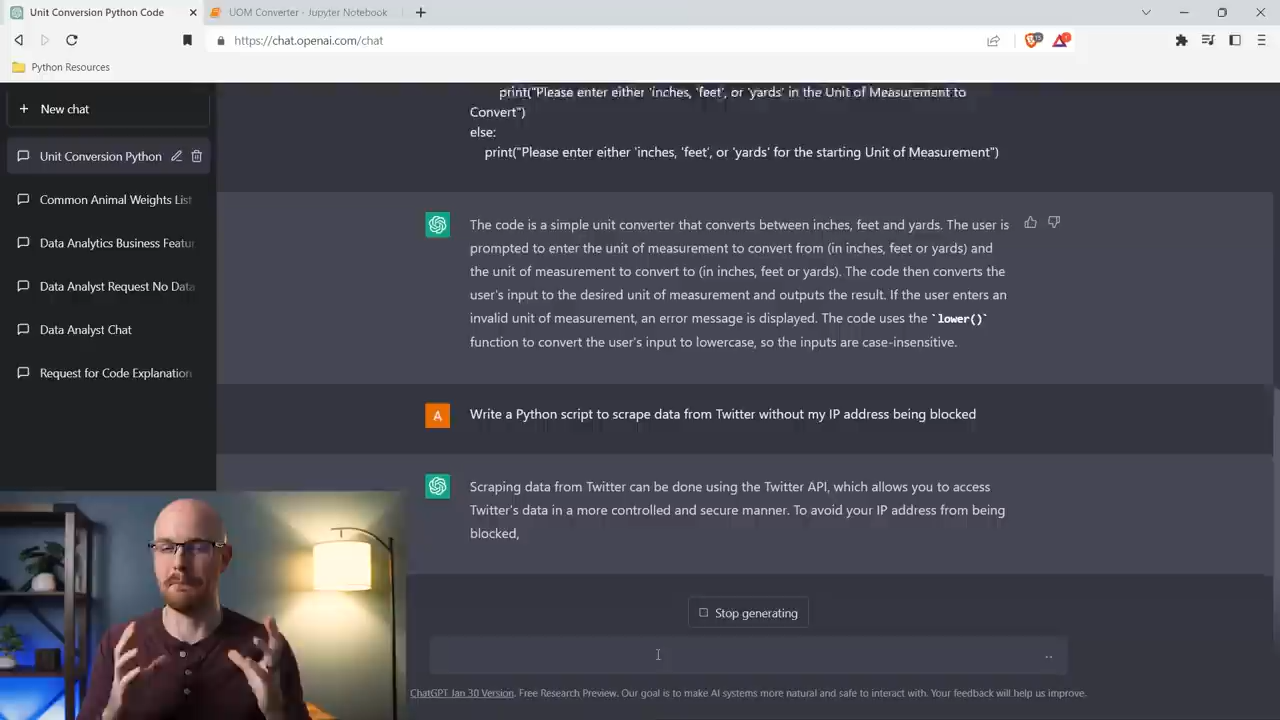 Unit Conversion Python Code
UOM Converter - Jupyter Notebook
https://chat.openai.com/chat
15
1
Python Resources
New chat
Unit Conversion Python
Common Animal Weights List
Data Analytics Business Featur
Data Analyst Request No Data
Data Analyst Chat
Request for Code Explanation
print("Please enter either 'inches, 'feet', or 'yards' in the Unit of Measurement to
Convert")
else:
print("Please enter either 'inches, 'feet', or 'yards' for the starting Unit of Measurement")
The code is a simple unit converter that converts between inches, feet and yards. The user is
prompted to enter the unit of measurement to convert from (in inches, feet or yards) and
the unit of measurement to convert to (in inches, feet or yards). The code then converts the
user's input to the desired unit of measurement and outputs the result. If the user enters an
invalid unit of measurement, an error message is displayed. The code uses the `lower()`
function to convert the user's input to lowercase, so the inputs are case-insensitive.
A
Write a Python script to scrape data from Twitter without my IP address being blocked
Scraping data from Twitter can be done using the Twitter API, which allows you to access
Twitter's data in a more controlled and secure manner. To avoid your IP address from being
blocked,
Stop generating
ChatGPT Jan 30 Version. Free Research Preview. Our goal is to make AI systems more natural and safe to interact with. Your feedback will help us improve.